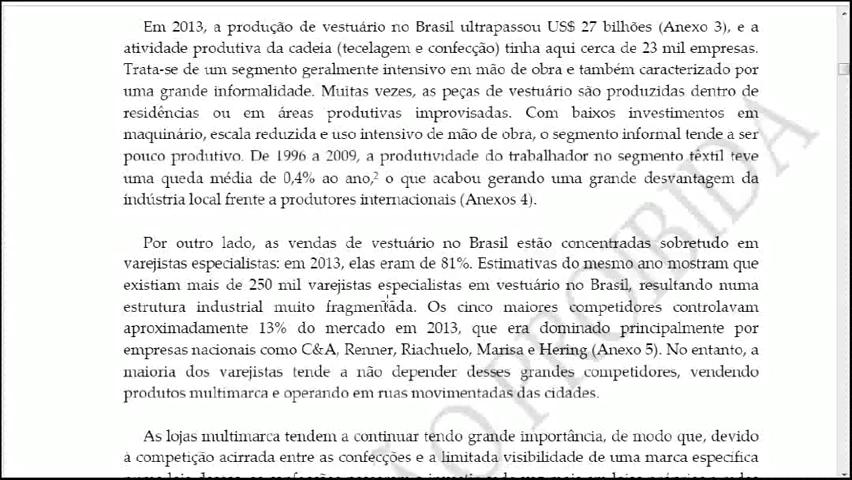 Em 2013, a produção de vestuário no Brasil ultrapassou US$ 27 bilhões (Anexo 3), e a
atividade produtiva da cadeia (tecelagem e confecção) tinha aqui cerca de 23 mil empresas.
Trata-se de um segmento geralmente intensivo em mão de obra e também caracterizado por
uma grande informalidade. Muitas vezes, as peças de vestuário são produzidas dentro de
residências ou em áreas produtivas improvisadas. Com baixos investimentos em
maquinário, escala reduzida e uso intensivo de mão de obra, o segmento informal tende a ser
pouco produtivo. De 1996 a 2009, a produtividade do trabalhador no segmento têxtil teve
uma queda média de 0,4% ao ano,² o que acabou gerando uma grande desvantagem da
indústria local frente a produtores internacionais (Anexos 4).
Por outro lado, as vendas de vestuário no Brasil estão concentradas sobretudo em
varejistas especialistas: em 2013, elas eram de 81%. Estimativas do mesmo ano mostram que
existiam mais de 250 mil varejistas especialistas em vestuário no Brasil, resultando numa
estrutura industrial muito fragmentada. Os cinco maiores competidores controlavam
aproximadamente 13% do mercado em 2013, que era dominado principalmente por
empresas nacionais como C&A, Renner, Riachuelo, Marisa e Hering (Anexo 5). No entanto, a
maioria dos varejistas tende a não depender desses grandes competidores, vendendo
produtos multimarca e operando em ruas movimentadas das cidades.
As lojas multimarca tendem a continuar tendo grande importância, de modo que, devido
à competição acirrada entre as confecções e a limitada visibilidade de uma marca específica
ÃO PROIBIDA